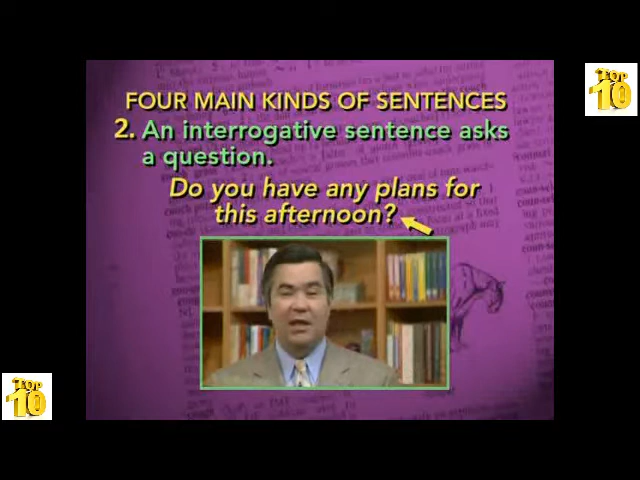 FOUR MAIN KINDS OF SENTENCES
2. An interrogative sentence asks
a question.
Do you have any plans for
this afternoon?
TOP
10
TOP
10